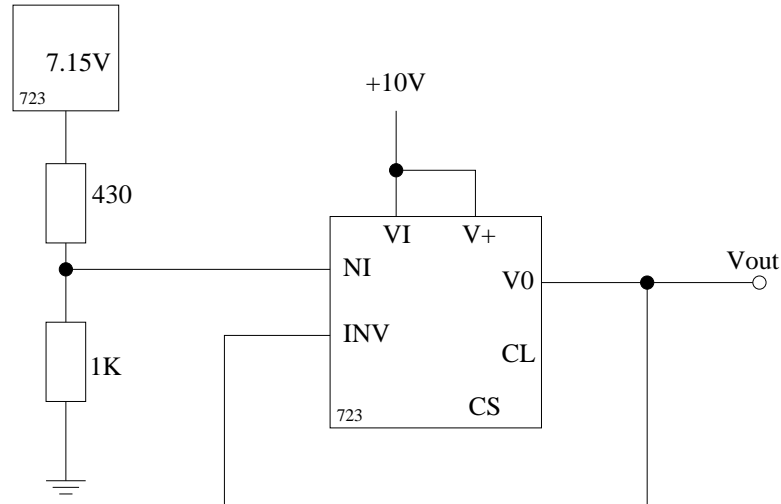 7.15V
723
430
1K
+10V
VI V+
NI
V0
INV
CL
CS
723
Vout